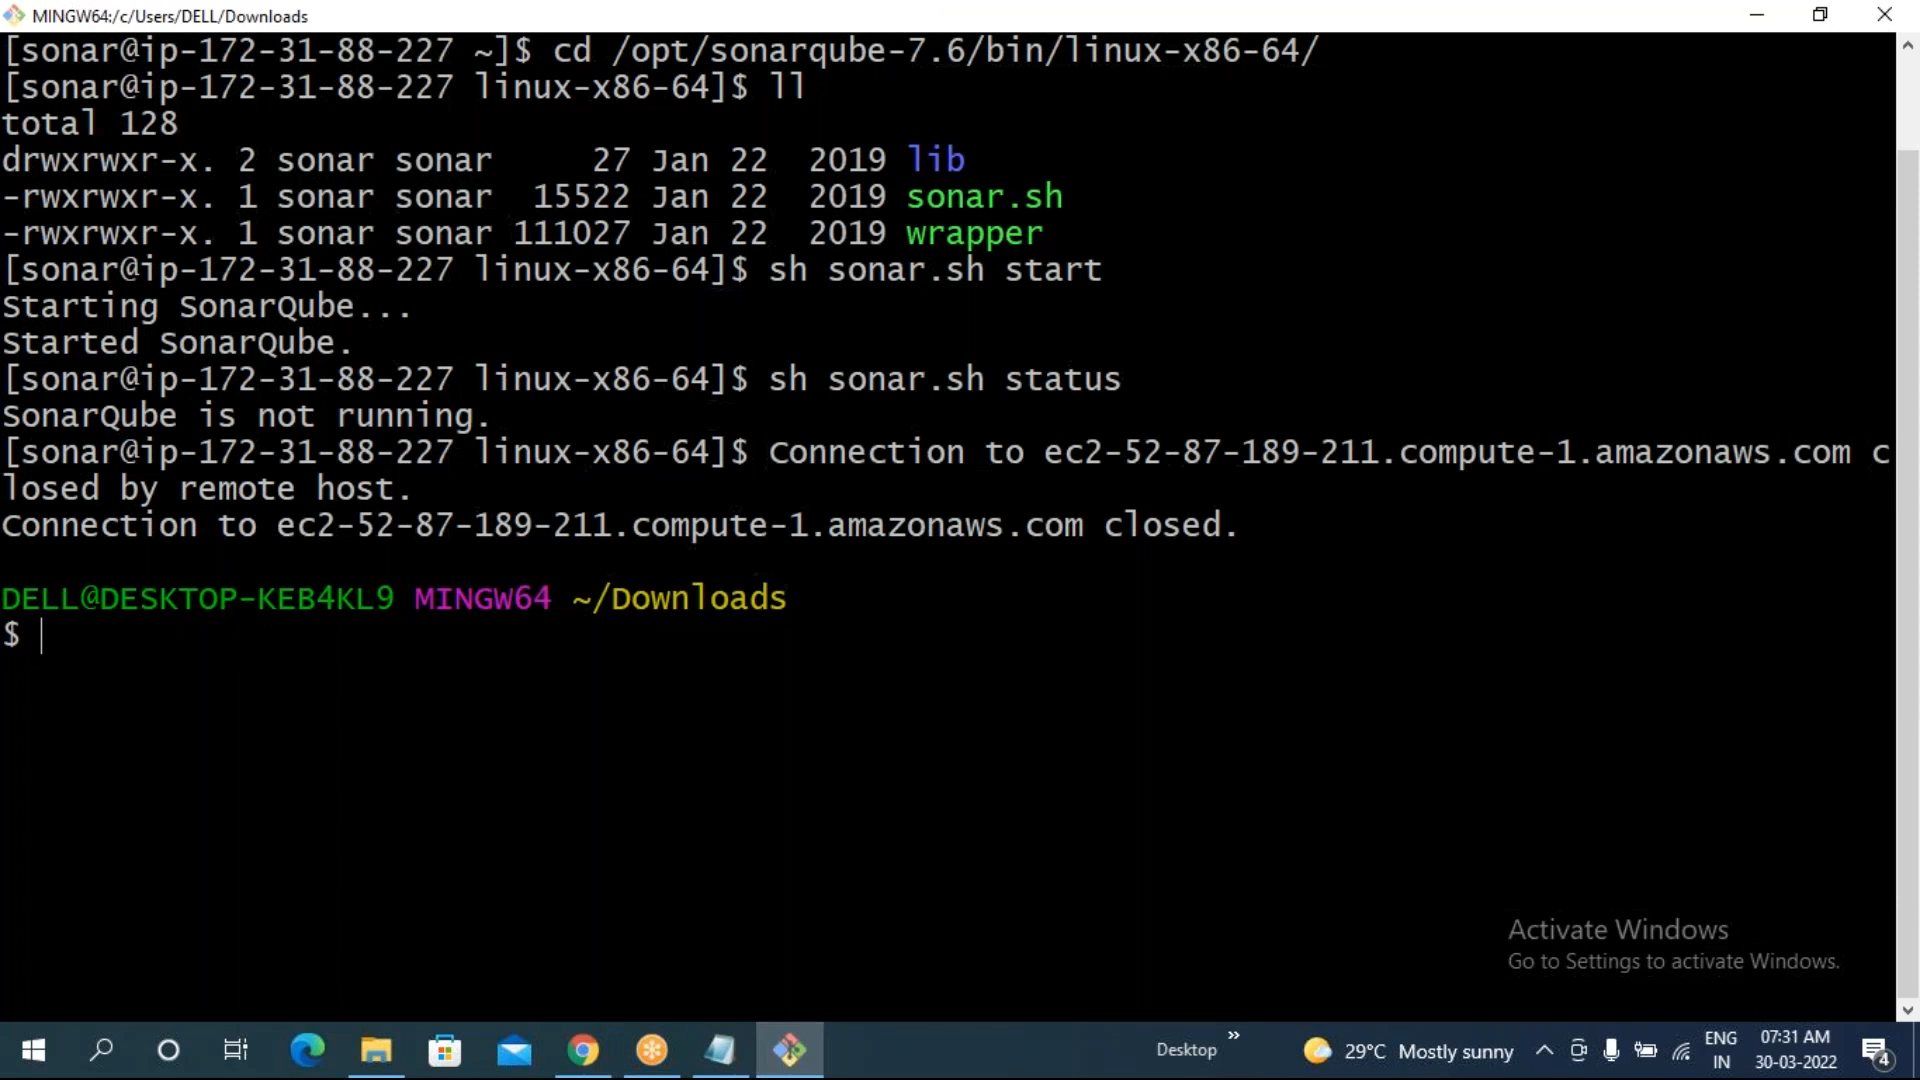 MINGW64:/c/Users/DELL/Downloads
[sonar@ip-172-31-88-227 ~]$ cd /opt/sonarqube-7.6/bin/linux-x86-64/
[sonar@ip-172-31-88-227 linux-x86-64]$ ll
total 128
drwxrwxr-x. 2 sonar sonar     27 Jan 22  2019 lib
-rwxrwxr-x. 1 sonar sonar  15522 Jan 22  2019 sonar.sh
-rwxrwxr-x. 1 sonar sonar 111027 Jan 22  2019 wrapper
[sonar@ip-172-31-88-227 linux-x86-64]$ sh sonar.sh start
Starting SonarQube...
Started SonarQube.
[sonar@ip-172-31-88-227 linux-x86-64]$ sh sonar.sh status
SonarQube is not running.
[sonar@ip-172-31-88-227 linux-x86-64]$ Connection to ec2-52-87-189-211.compute-1.amazonaws.com c
losed by remote host.
Connection to ec2-52-87-189-211.compute-1.amazonaws.com closed.
DELL@DESKTOP-KEB4KL9 MINGW64 ~/Downloads
$
Activate Windows
Go to Settings to activate Windows.
Desktop
29°C Mostly sunny
ENG
IN
07:31 AM
30-03-2022
4